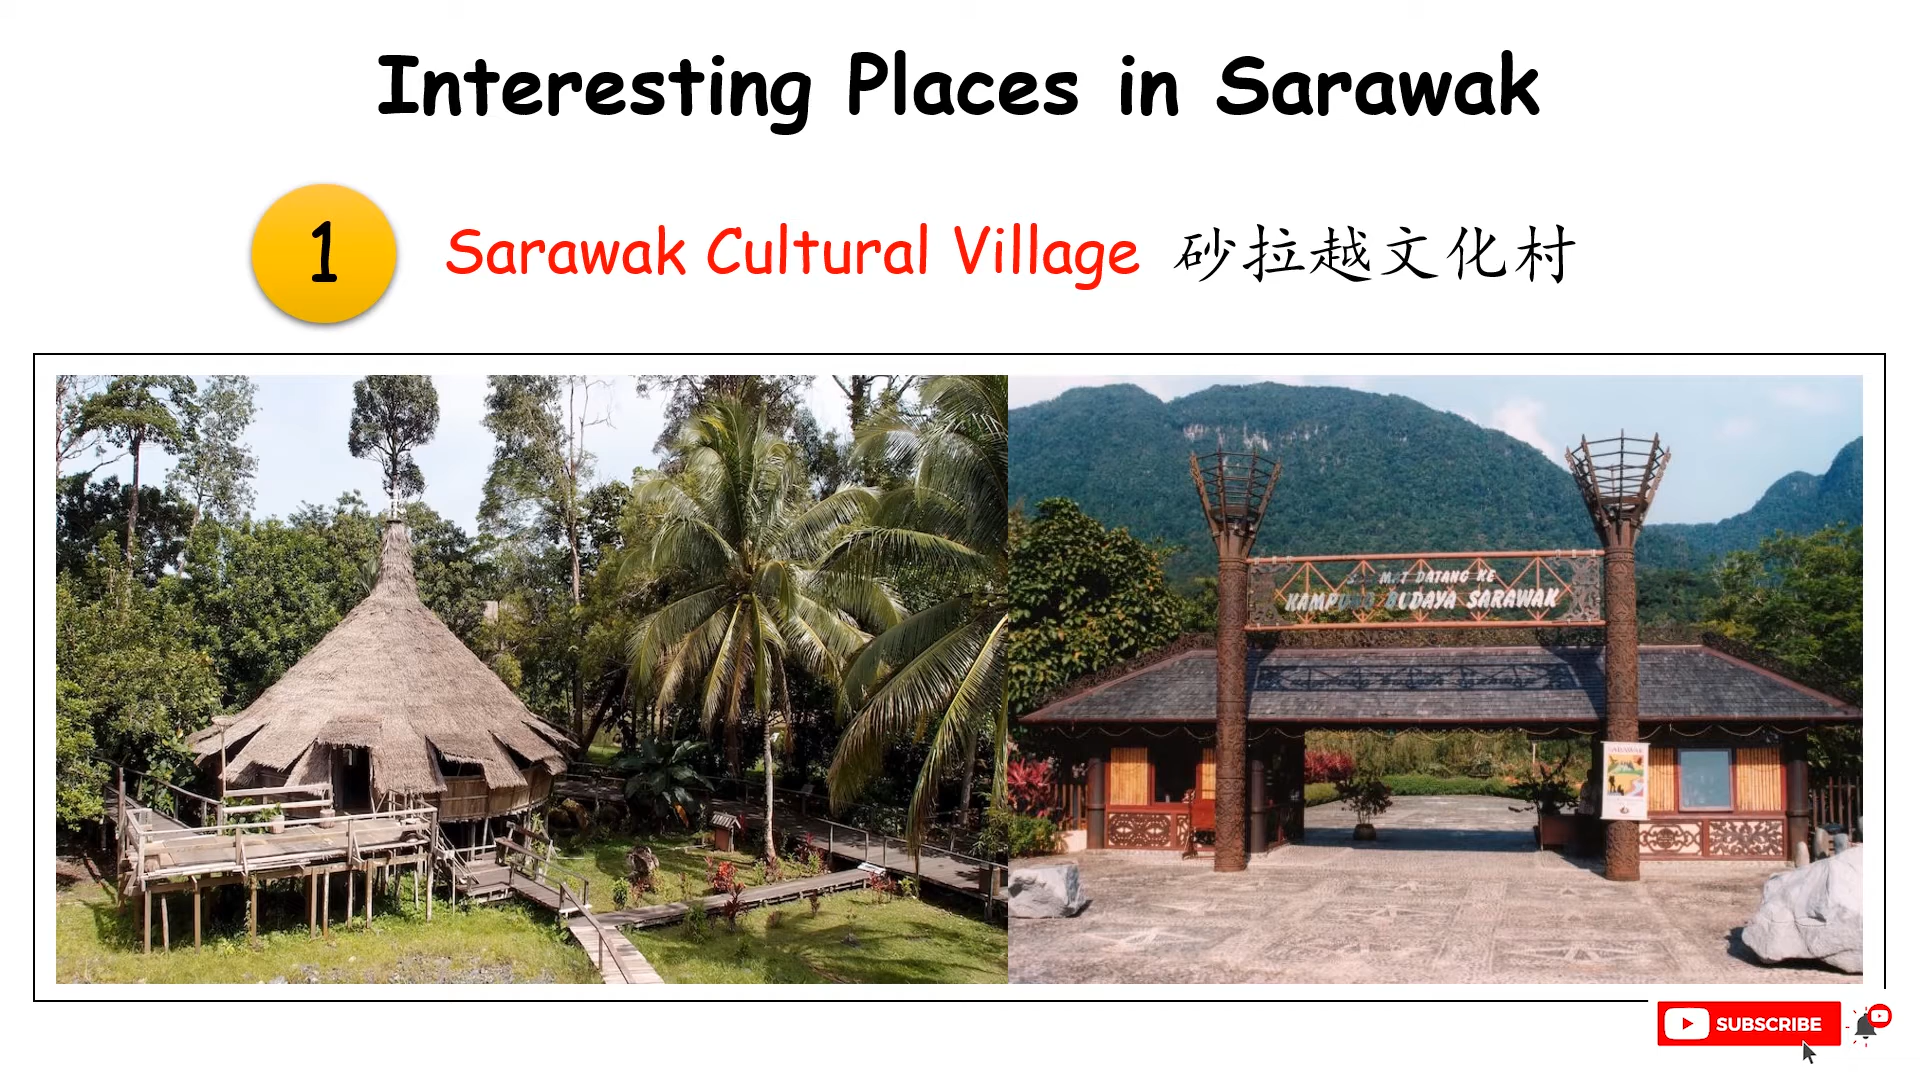 Interesting Places in Sarawak
1
Sarawak Cultural Village 砂拉越文化村
DATANG KE
BUDAYA SARAWAK
SARAWAK
SUBSCRIBE